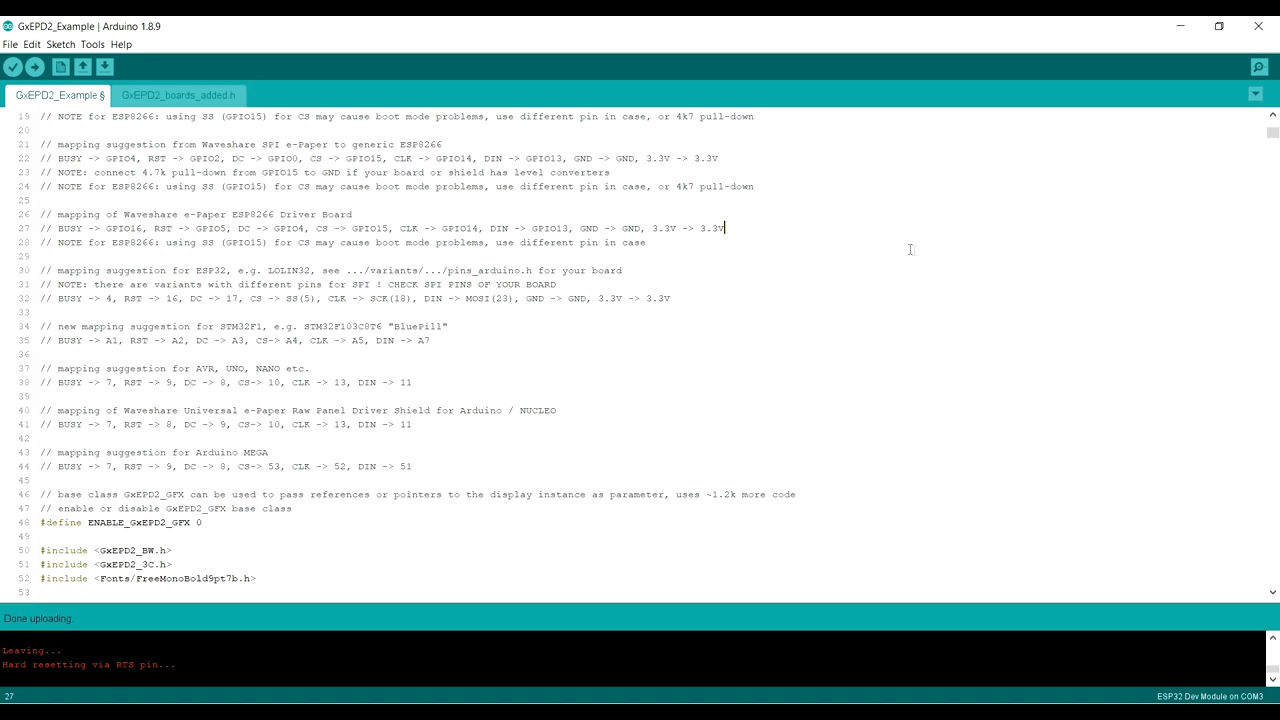 GxEPD2_Example | Arduino 1.8.9
File Edit Sketch Tools Help
GxEPD2_Example § GxEPD2_boards_added.h
19 // NOTE for ESP8266: using SS (GPIO15) for CS may cause boot mode problems, use different pin in case, or 4k7 pull-down
20
21 // mapping suggestion from Waveshare SPI e-Paper to generic ESP8266
22 // BUSY -> GPIO4, RST -> GPIO2, DC -> GPIO0, CS -> GPIO15, CLK -> GPIO14, DIN -> GPIO13, GND -> GND, 3.3V -> 3.3V
23 // NOTE: connect 4.7k pull-down from GPIO15 to GND if your board or shield has level converters
24 // NOTE for ESP8266: using SS (GPIO15) for CS may cause boot mode problems, use different pin in case, or 4k7 pull-down
25
26 // mapping of Waveshare e-Paper ESP8266 Driver Board
27 // BUSY -> GPIO16, RST -> GPIO5, DC -> GPIO4, CS -> GPIO15, CLK -> GPIO14, DIN -> GPIO13, GND -> GND, 3.3V -> 3.3V
28 // NOTE for ESP8266: using SS (GPIO15) for CS may cause boot mode problems, use different pin in case
29
30 // mapping suggestion for ESP32, e.g. LOLIN32, see .../variants/.../pins_arduino.h for your board
31 // NOTE: there are variants with different pins for SPI ! CHECK SPI PINS OF YOUR BOARD
32 // BUSY -> 4, RST -> 16, DC -> 17, CS -> SS(5), CLK -> SCK(18), DIN -> MOSI(23), GND -> GND, 3.3V -> 3.3V
33
34 // new mapping suggestion for STM32F1, e.g. STM32F103C8T6 "BluePill"
35 // BUSY -> A1, RST -> A2, DC -> A3, CS-> A4, CLK -> A5, DIN -> A7
36
37 // mapping suggestion for AVR, UNO, NANO etc.
38 // BUSY -> 7, RST -> 9, DC -> 8, CS-> 10, CLK -> 13, DIN -> 11
39
40 // mapping of Waveshare Universal e-Paper Raw Panel Driver Shield for Arduino / NUCLEO
41 // BUSY -> 7, RST -> 8, DC -> 9, CS-> 10, CLK -> 13, DIN -> 11
42
43 // mapping suggestion for Arduino MEGA
44 // BUSY -> 7, RST -> 9, DC -> 8, CS-> 53, CLK -> 52, DIN -> 51
45
46 // base class GxEPD2_GFX can be used to pass references or pointers to the display instance as parameter, uses ~1.2k more code
47 // enable or disable GxEPD2_GFX base class
48 #define ENABLE_GxEPD2_GFX 0
49
50 #include <GxEPD2_BW.h>
51 #include <GxEPD2_3C.h>
52 #include <Fonts/FreeMonoBold9pt7b.h>
53
Done uploading.
Leaving...
Hard resetting via RTS pin...
27 ESP32 Dev Module on COM3